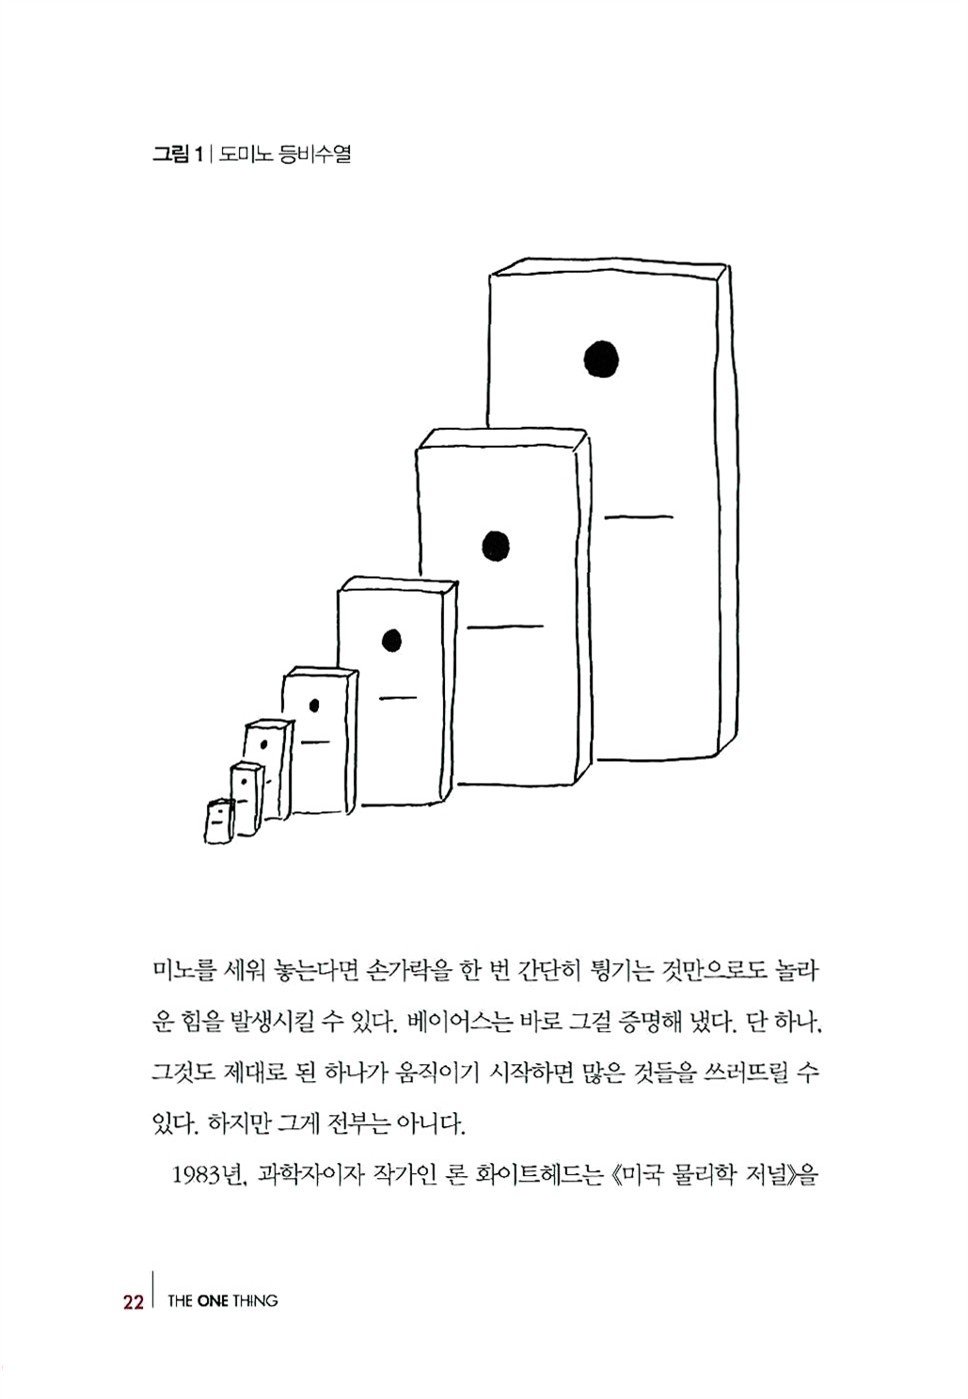 그림 1 | 도미노 등비수열
미노를 세워 놓는다면 손가락을 한 번 간단히 튕기는 것만으로도 놀라
운 힘을 발생시킬 수 있다. 베이어스는 바로 그걸 증명해 냈다. 단 하나,
그것도 제대로 된 하나가 움직이기 시작하면 많은 것들을 쓰러뜨릴 수
있다. 하지만 그게 전부는 아니다.
1983년, 과학자이자 작가인 론 화이트헤드는 《미국 물리학 저널》을
22 | THE ONE THING